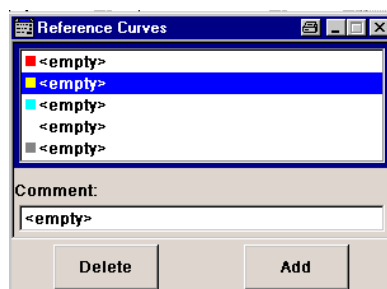 Reference Curves
<empty>
<empty>
<empty>
<empty>
<empty>
Comment:
<empty>
Delete Add